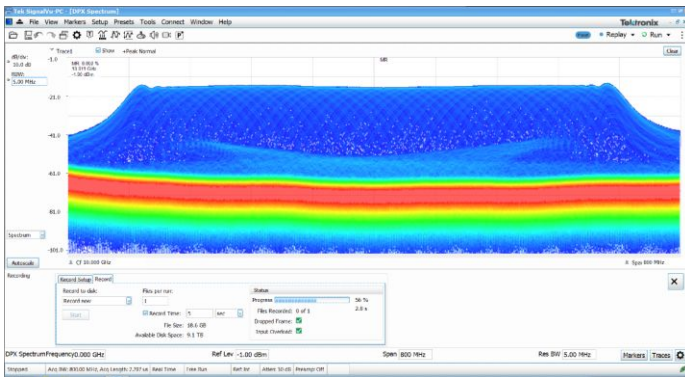 Tek SignalVu-PC - [DPX Spectrum]
File View Markers Setup Presets Tools Connect Window Help
Tektronix
Replay Run
dB/div:
10.0 dB
RBW:
5.00 MHz
Trace1 Show +Peak Normal
Clear
-1.0
MR
-21.0
-41.0
-61.0
-81.0
-101.0
Spectrum
Autoscale
CF 10.000 GHz
Span 800 MHz
Recording
Record Setup Record
Record to disk:
Record now
Start
Files per run:
1
Record Time: 5 sec
File Size: 18.6 GB
Available Disk Space: 9.1 TB
Status
Progress 56 %
2.8 s
Files Recorded: 0 of 1
Dropped Frame:
Input Overload:
DPX Spectrum Frequency 0.000 GHz Ref Lev -1.00 dBm Span 800 MHz Res BW 5.00 MHz Markers Traces
Stopped Acq BW: 800.00 MHz, Acq Length: 2.787 us Real Time Free Run Ref: Int Atten: 10 dB Preamp: Off